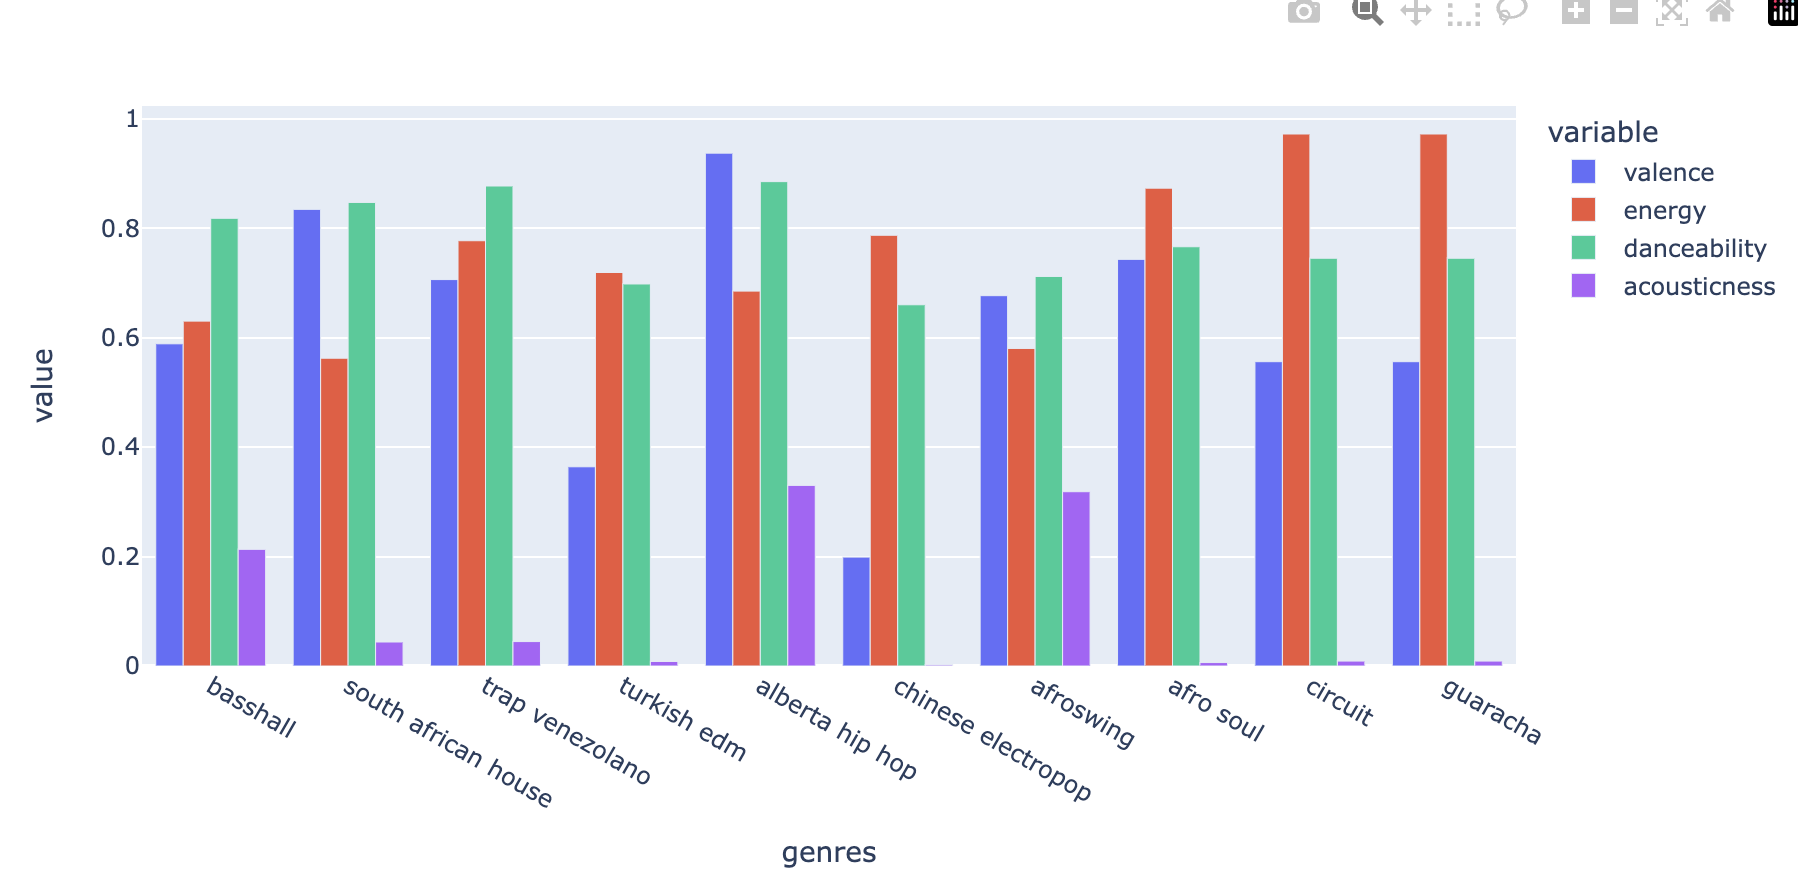 1
0.8
0.6
0.4
0.2
0
value
basshall
south african house
trap venezolano
turkish edm
alberta hip hop
chinese electropop
afroswing
afro soul
circuit
guaracha
genres
variable
valence
energy
danceability
acousticness